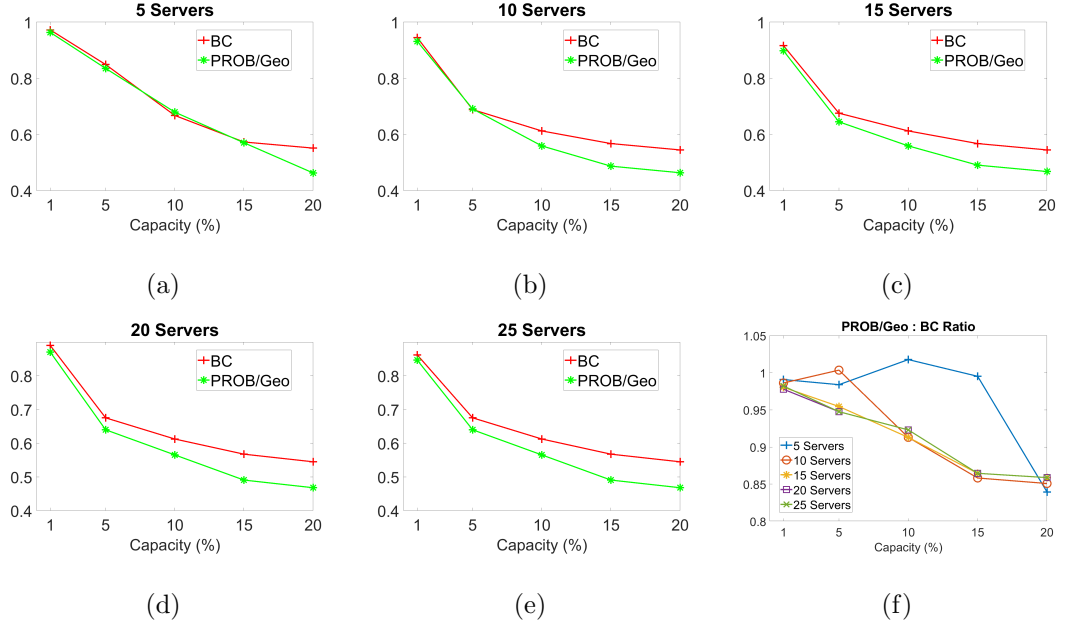 5 Servers
1
0.8
0.6
0.4
BC
PROB/Geo
1 5 10 15 20
Capacity (%)
(a)
10 Servers
1
0.8
0.6
0.4
BC
PROB/Geo
1 5 10 15 20
Capacity (%)
(b)
15 Servers
1
0.8
0.6
0.4
BC
PROB/Geo
1 5 10 15 20
Capacity (%)
(c)
20 Servers
0.8
0.7
0.6
0.5
0.4
BC
PROB/Geo
1 5 10 15 20
Capacity (%)
(d)
25 Servers
0.8
0.7
0.6
0.5
0.4
BC
PROB/Geo
1 5 10 15 20
Capacity (%)
(e)
PROB/Geo : BC Ratio
1.05
1
0.95
0.9
0.85
0.8
5 Servers
10 Servers
15 Servers
20 Servers
25 Servers
1 5 10 15 20
Capacity (%)
(f)